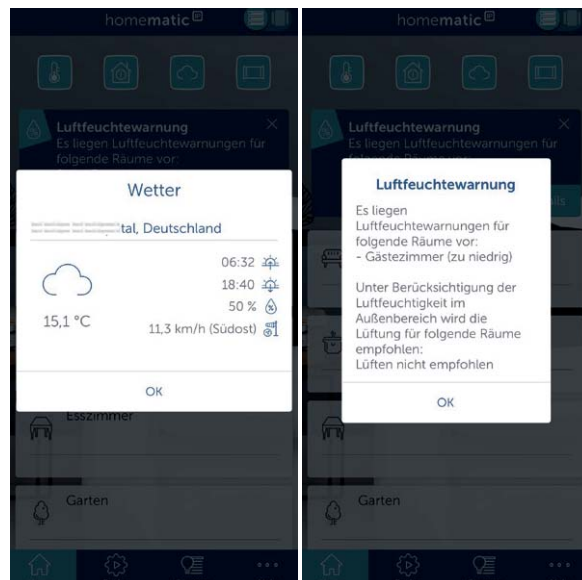 homematic IP
Luftfeuchtewarnung
Es liegen Luftfeuchtewarnungen für
folgende Räume vor:
Wetter
tal, Deutschland
06:32
18:40
50 %
15,1 °C
11,3 km/h (Südost)
OK
Esszimmer
Garten
homematic IP
Luftfeuchtewarnung
Es liegen Luftfeuchtewarnungen für
Luftfeuchtewarnung
Es liegen
Luftfeuchtewarnungen für
folgende Räume vor:
- Gästezimmer (zu niedrig)
Unter Berücksichtigung der
Luftfeuchtigkeit im
Außenbereich wird die
Lüftung für folgende Räume
empfohlen:
Lüften nicht empfohlen
OK
Garten